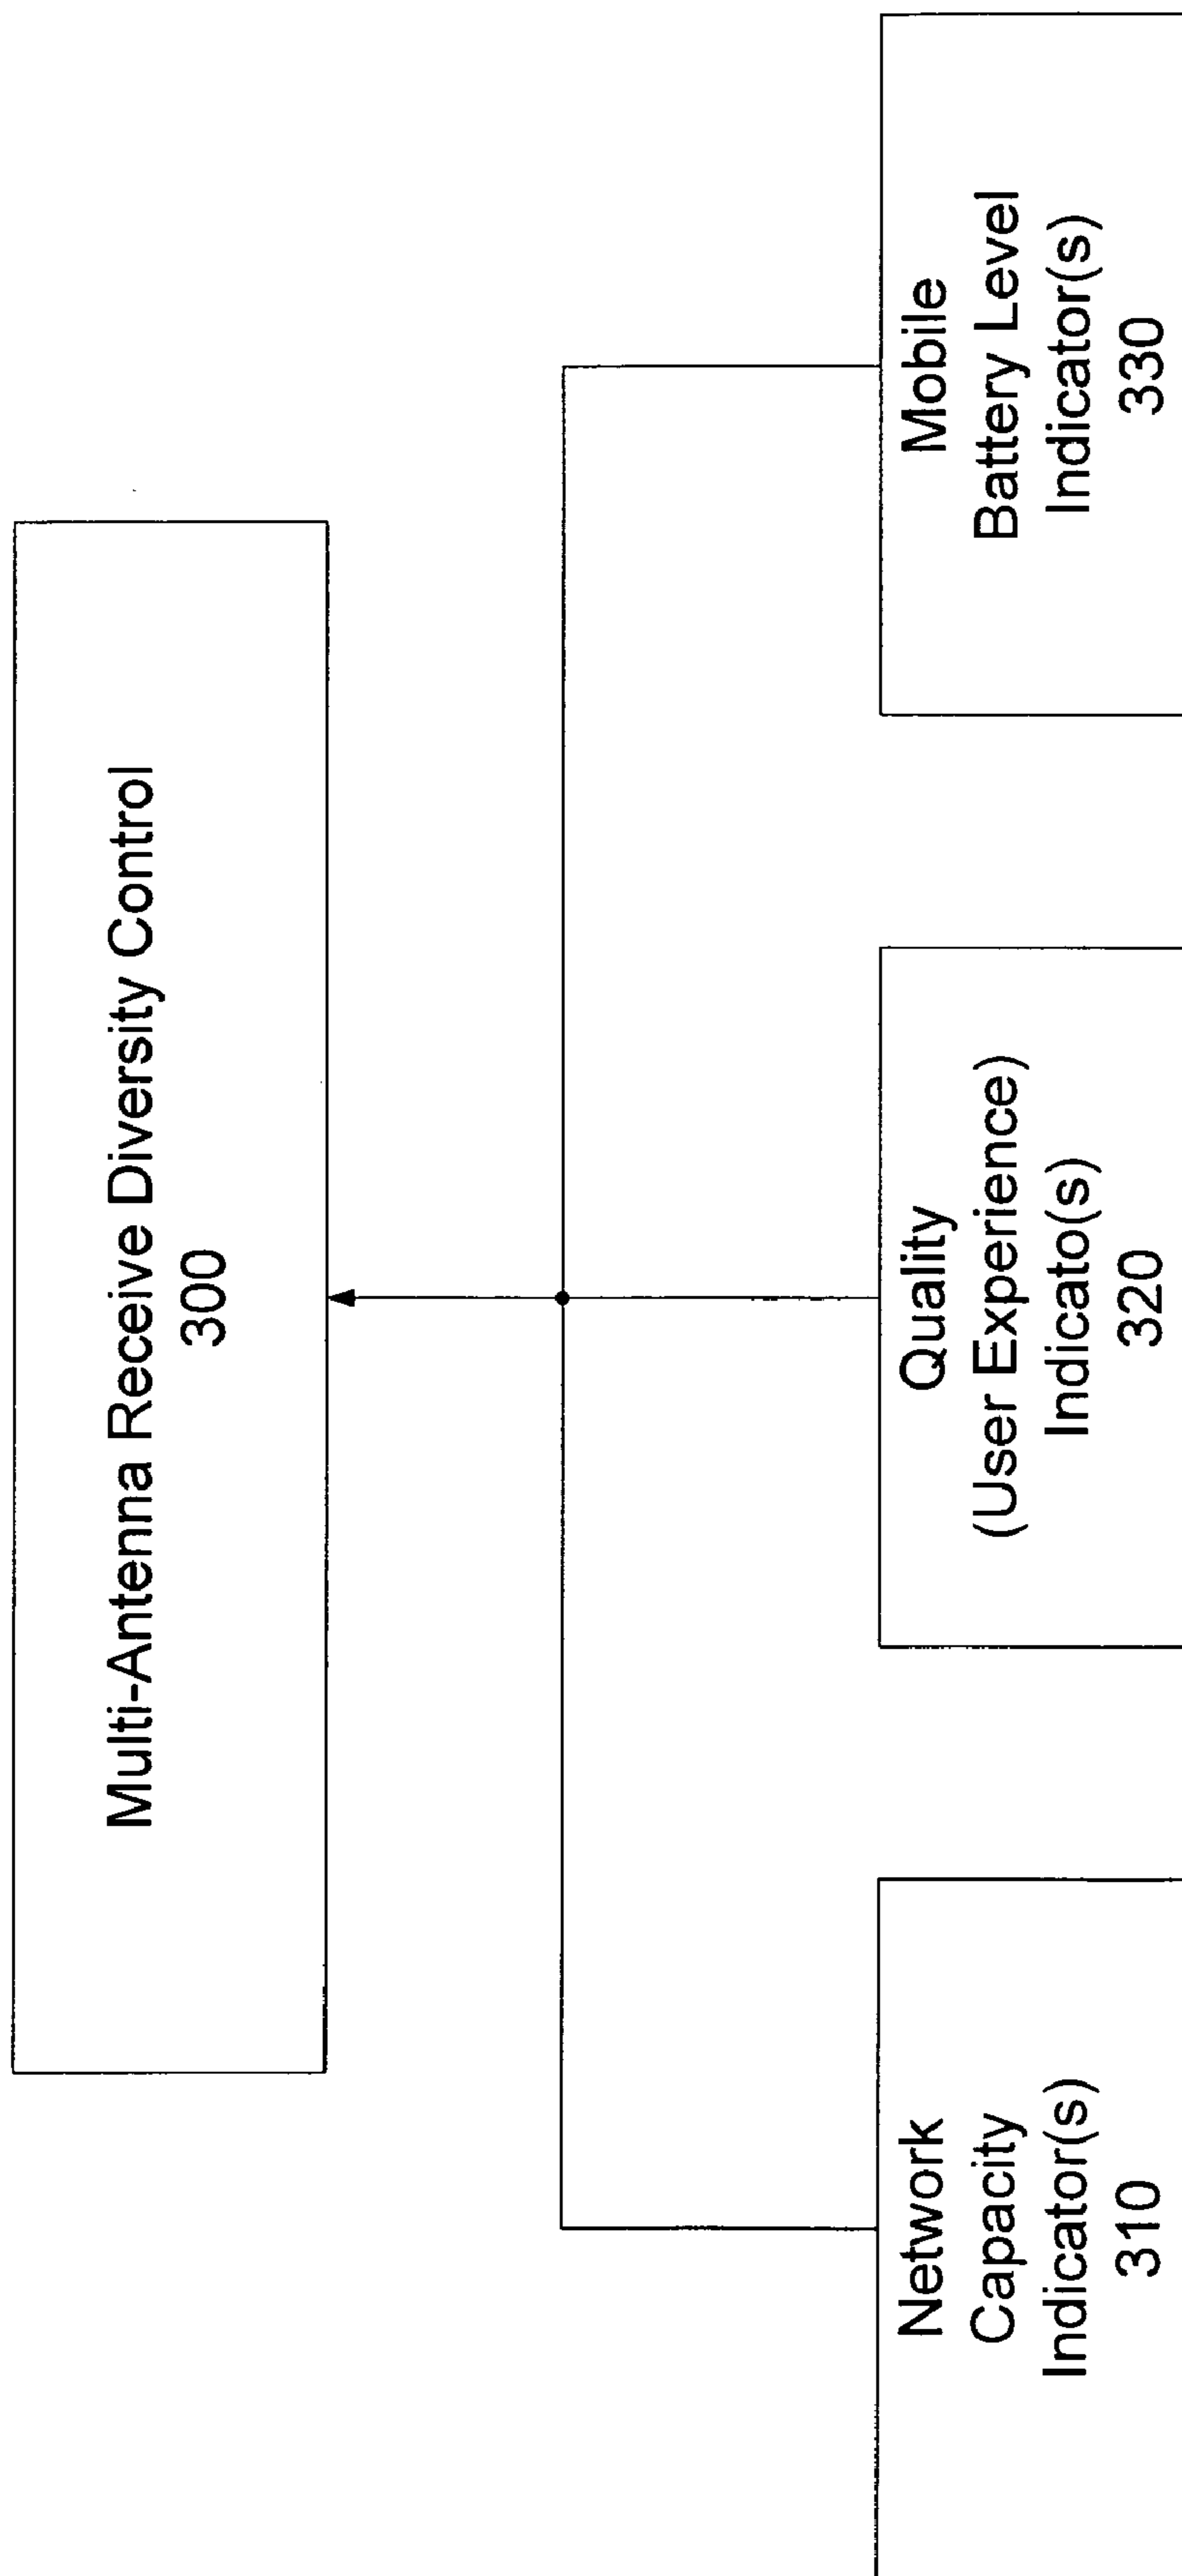 Multi-Antenna Receive Diversity Control
300
Network
Capacity
Indicator(s)
310
Quality
(User Experience)
Indicato(s)
320
Mobile
Battery Level
Indicator(s)
330